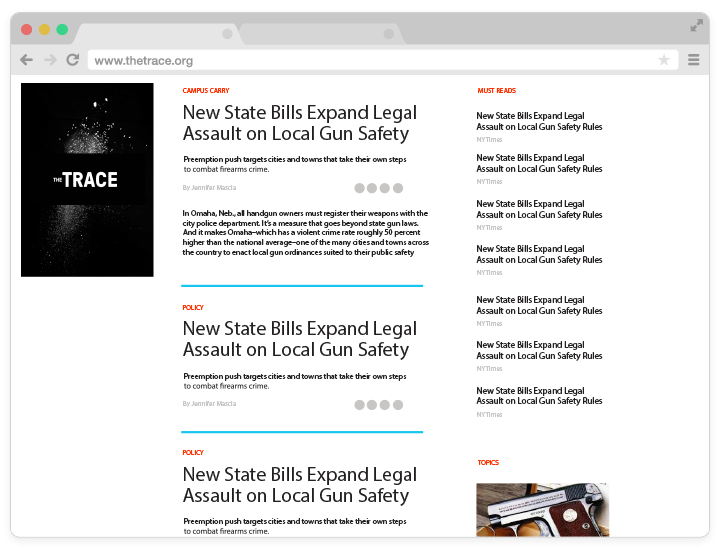 www.thetrace.org
THE TRACE
CAMPUS CARRY
New State Bills Expand Legal
Assault on Local Gun Safety
Preemption push targets cities and towns that take their own steps
to combat firearms crime.
By Jennifer Mascia
In Omaha, Neb., all handgun owners must register their weapons with the
city police department. It's a measure that goes beyond state gun laws.
And it makes Omaha–which has a violent crime rate roughly 50 percent
higher than the national average–one of the many cities and towns across
the country to enact local gun ordinances suited to their public safety
POLICY
New State Bills Expand Legal
Assault on Local Gun Safety
Preemption push targets cities and towns that take their own steps
to combat firearms crime.
By Jennifer Mascia
POLICY
New State Bills Expand Legal
Assault on Local Gun Safety
Preemption push targets cities and towns that take their own steps
to combat firearms crime.
MUST READS
New State Bills Expand Legal
Assault on Local Gun Safety Rules
NYTimes
New State Bills Expand Legal
Assault on Local Gun Safety Rules
NYTimes
New State Bills Expand Legal
Assault on Local Gun Safety Rules
NYTimes
New State Bills Expand Legal
Assault on Local Gun Safety Rules
NYTimes
New State Bills Expand Legal
Assault on Local Gun Safety Rules
NYTimes
New State Bills Expand Legal
Assault on Local Gun Safety Rules
NYTimes
New State Bills Expand Legal
Assault on Local Gun Safety Rules
NYTimes
TOPICS